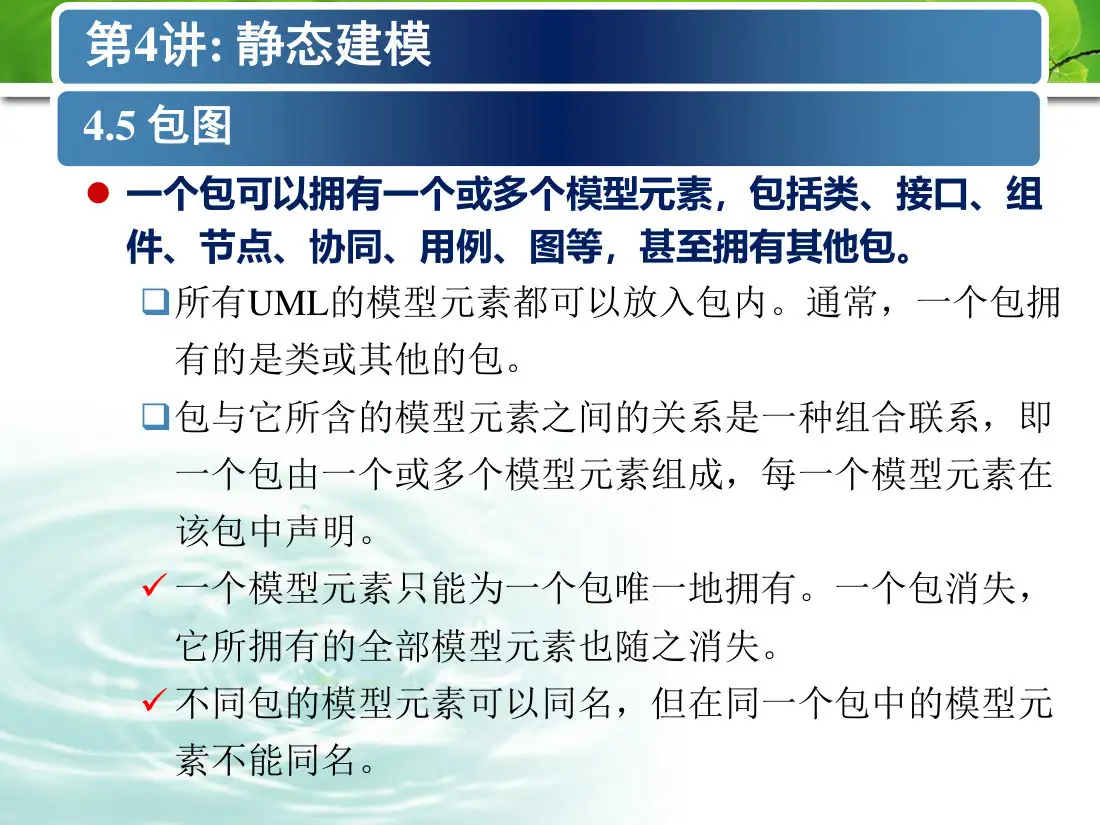 第4讲: 静态建模
4.5 包图
一个包可以拥有一个或多个模型元素，包括类、接口、组
件、节点、协同、用例、图等，甚至拥有其他包。
所有UML的模型元素都可以放入包内。通常，一个包拥
有的是类或其他的包。
包与它所含的模型元素之间的关系是一种组合联系，即
一个包由一个或多个模型元素组成，每一个模型元素在
该包中声明。
一个模型元素只能为一个包唯一地拥有。一个包消失，
它所拥有的全部模型元素也随之消失。
不同包的模型元素可以同名，但在同一个包中的模型元
素不能同名。